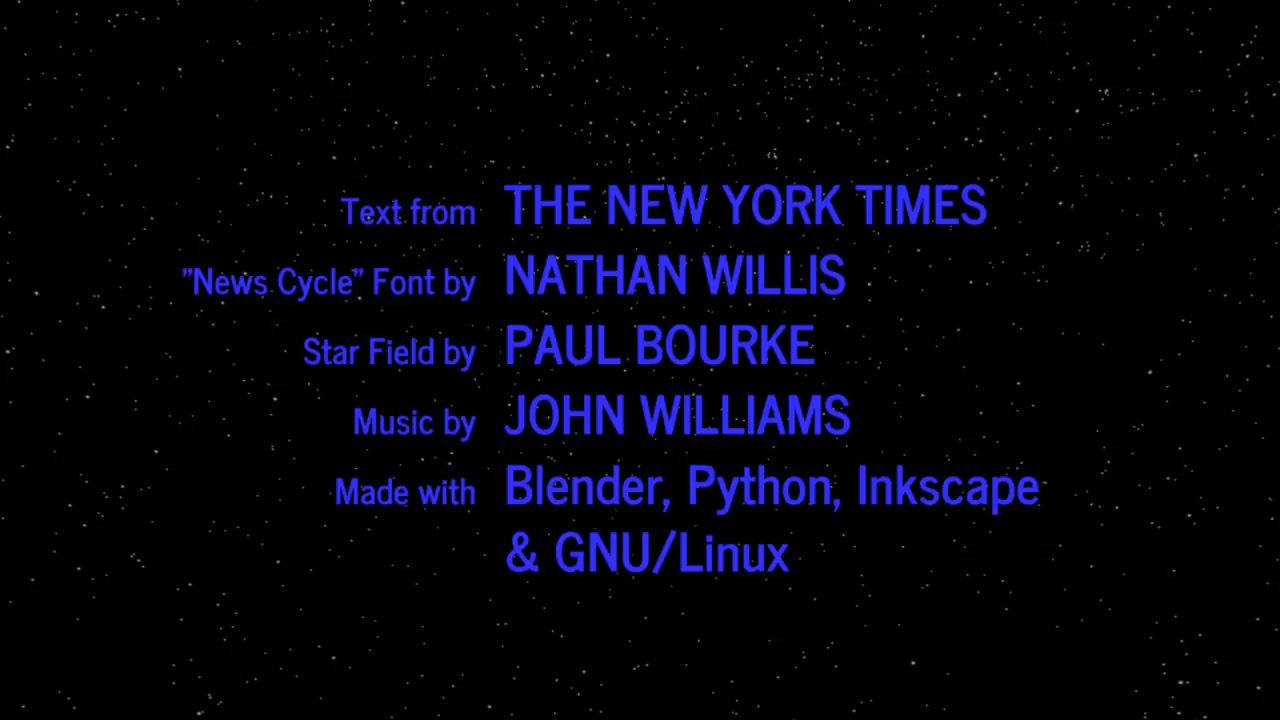 Text from THE NEW YORK TIMES
"News Cycle" Font by NATHAN WILLIS
Star Field by PAUL BOURKE
Music by JOHN WILLIAMS
Made with Blender, Python, Inkscape
& GNU/Linux